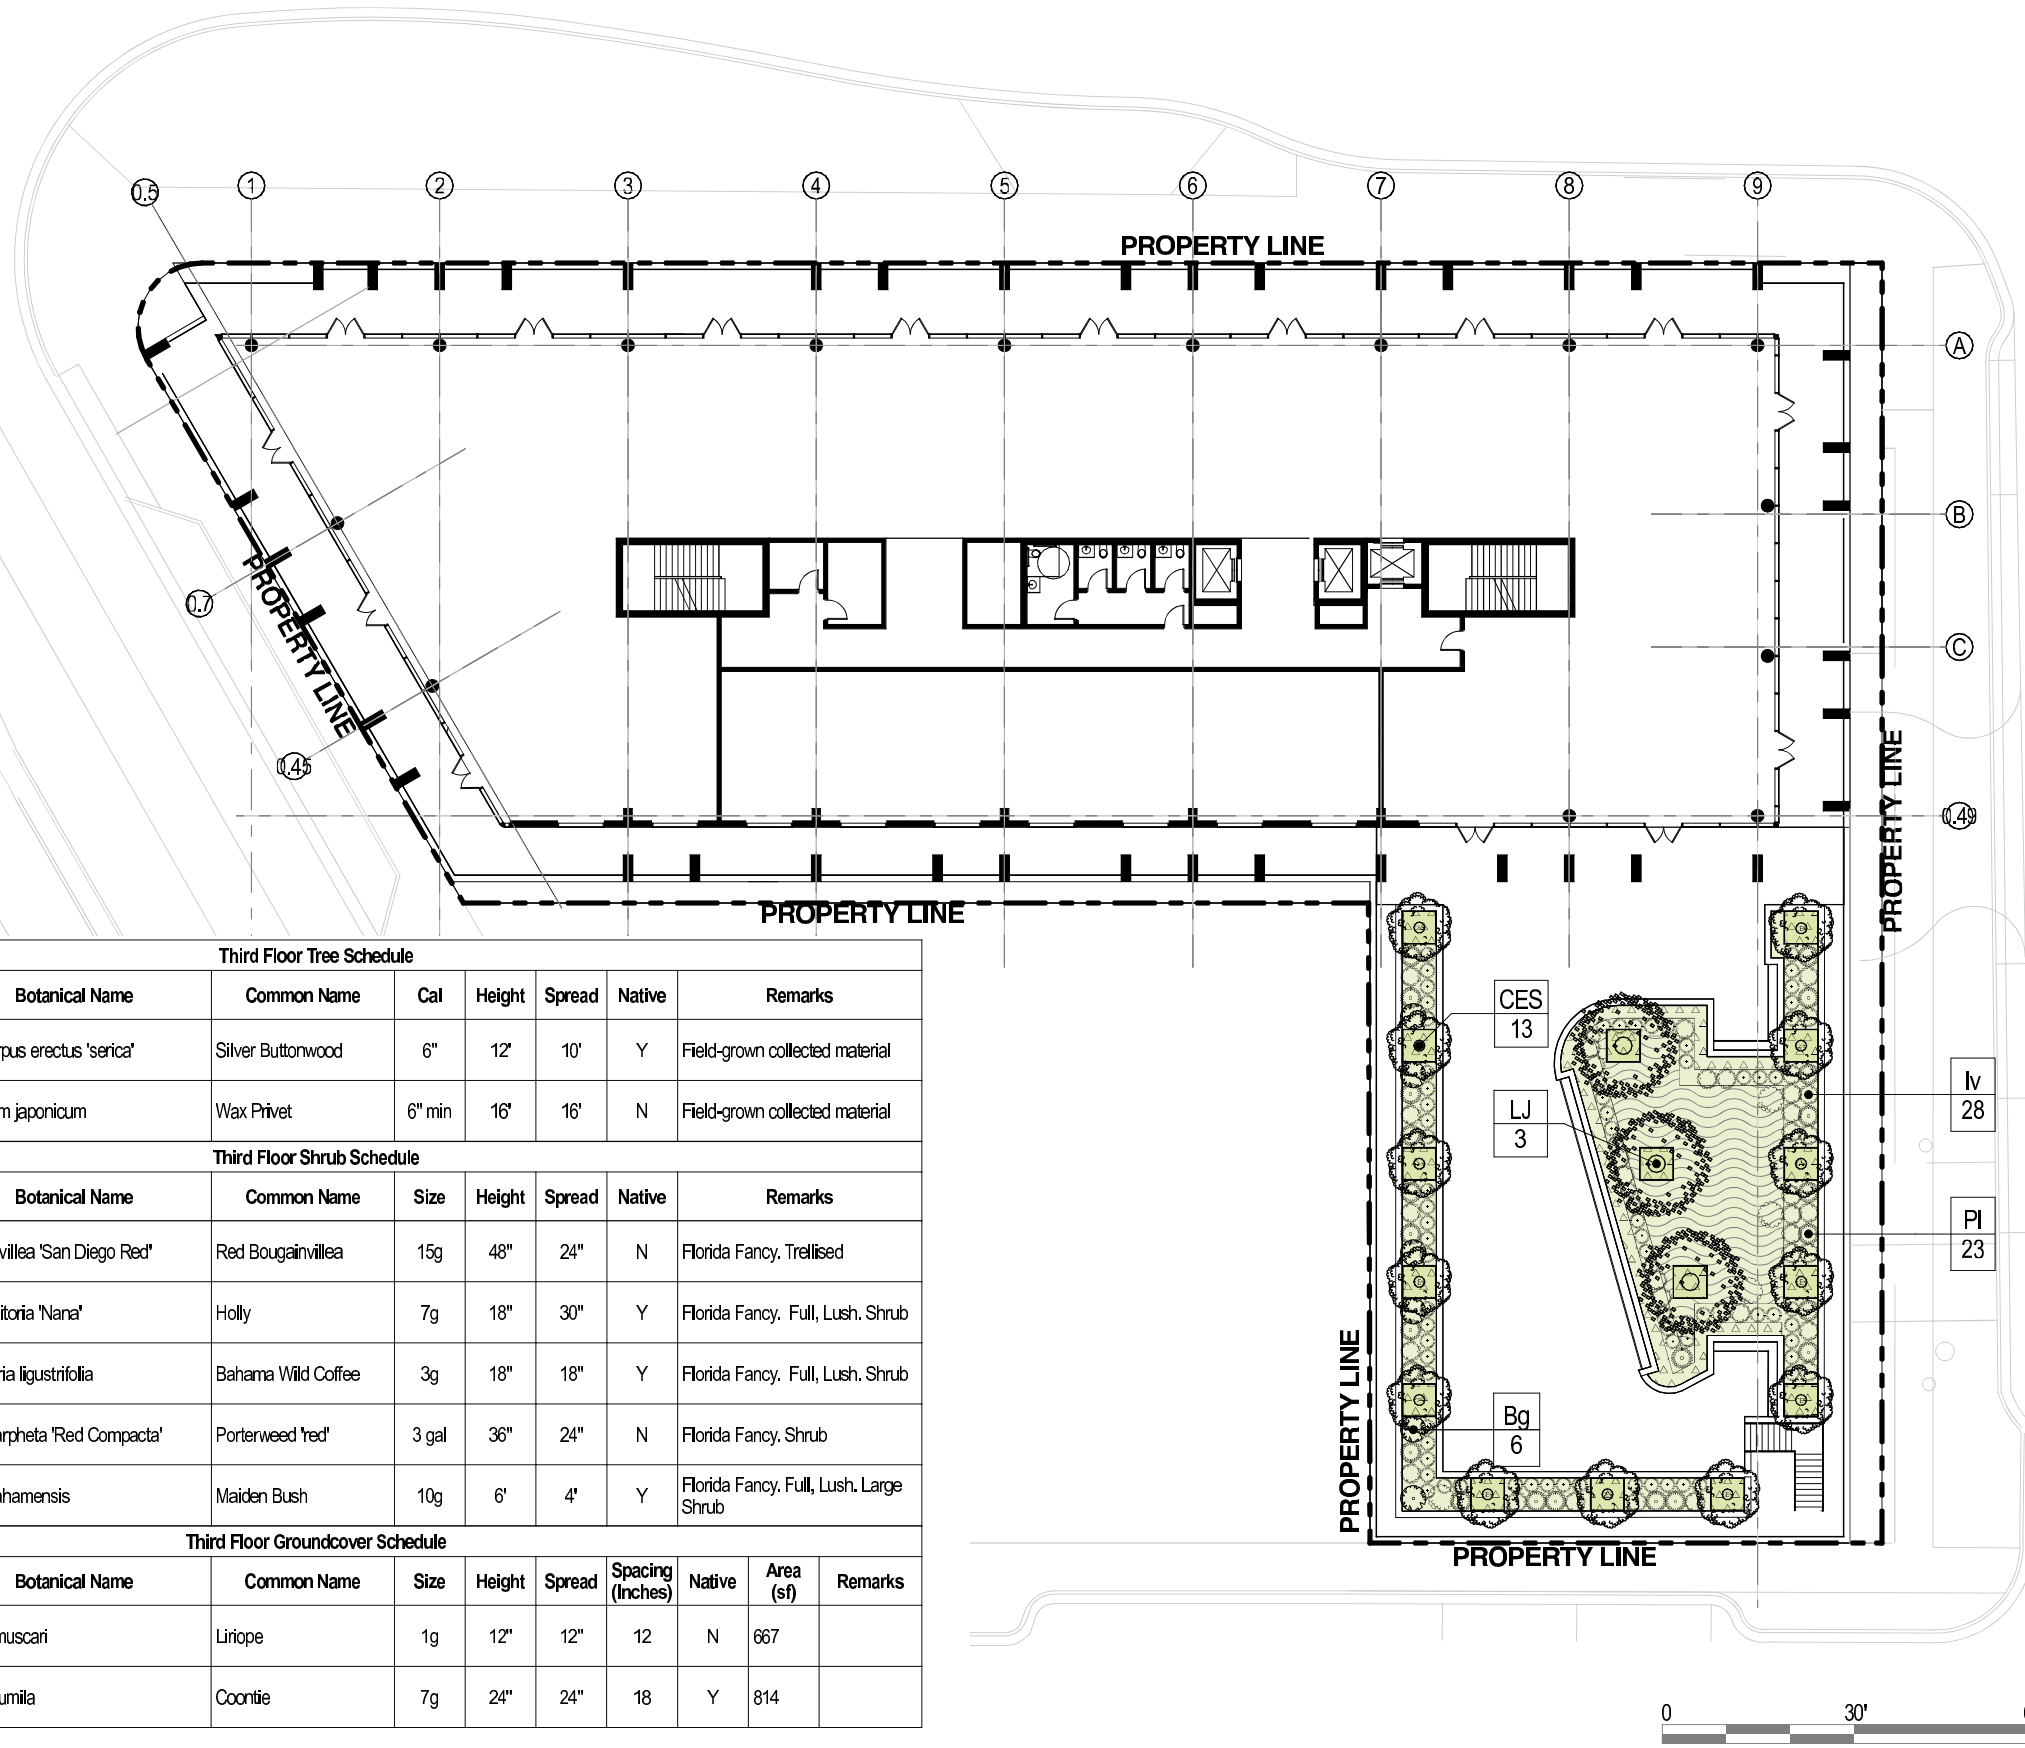 0.5
1
2
3
4
5
6
7
8
9
PROPERTY LINE
A
B
C
0.49
0.7
0.45
PROPERTY LINE
PROPERTY LINE
PROPERTY LINE
Third Floor Tree Schedule
Botanical Name Common Name Cal Height Spread Native Remarks
rpus erectus 'serica' Silver Buttonwood 6" 12' 10' Y Field-grown collected material
m japonicum Wax Privet 6" min 16' 16' N Field-grown collected material
Third Floor Shrub Schedule
Botanical Name Common Name Size Height Spread Native Remarks
villea 'San Diego Red' Red Bougainvillea 15g 48" 24" N Florida Fancy. Trellised
itoria 'Nana' Holly 7g 18" 30" Y Florida Fancy. Full, Lush. Shrub
ria ligustrifolia Bahama Wild Coffee 3g 18" 18" Y Florida Fancy. Full, Lush. Shrub
arpheta 'Red Compacta' Porterweed 'red' 3 gal 36" 24" N Florida Fancy. Shrub
ahamensis Maiden Bush 10g 6' 4' Y Florida Fancy. Full, Lush. Large
Shrub
Third Floor Groundcover Schedule
Botanical Name Common Name Size Height Spread Spacing (Inches) Native Area (sf) Remarks
muscari Liriope 1g 12" 12" 12 N 667
umila Coontie 7g 24" 24" 18 Y 814
CES
13
LJ
3
Iv
28
Pl
23
Bg
6
PROPERTY LINE
PROPERTY LINE
0 30'